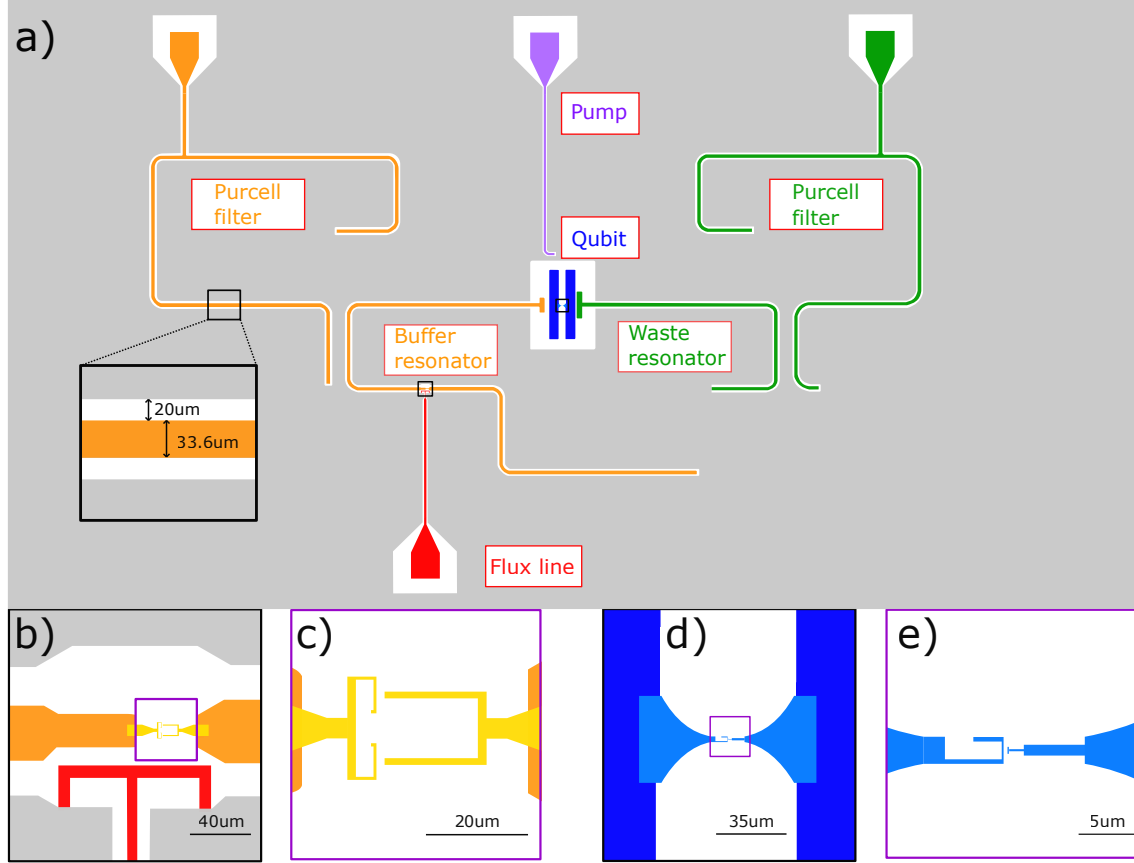 a)
Pump
Purcell
filter
Purcell
filter
Qubit
Buffer
resonator
Waste
resonator
20um
33.6um
Flux line
b)
c)
d)
e)
40um
20um
35um
5um